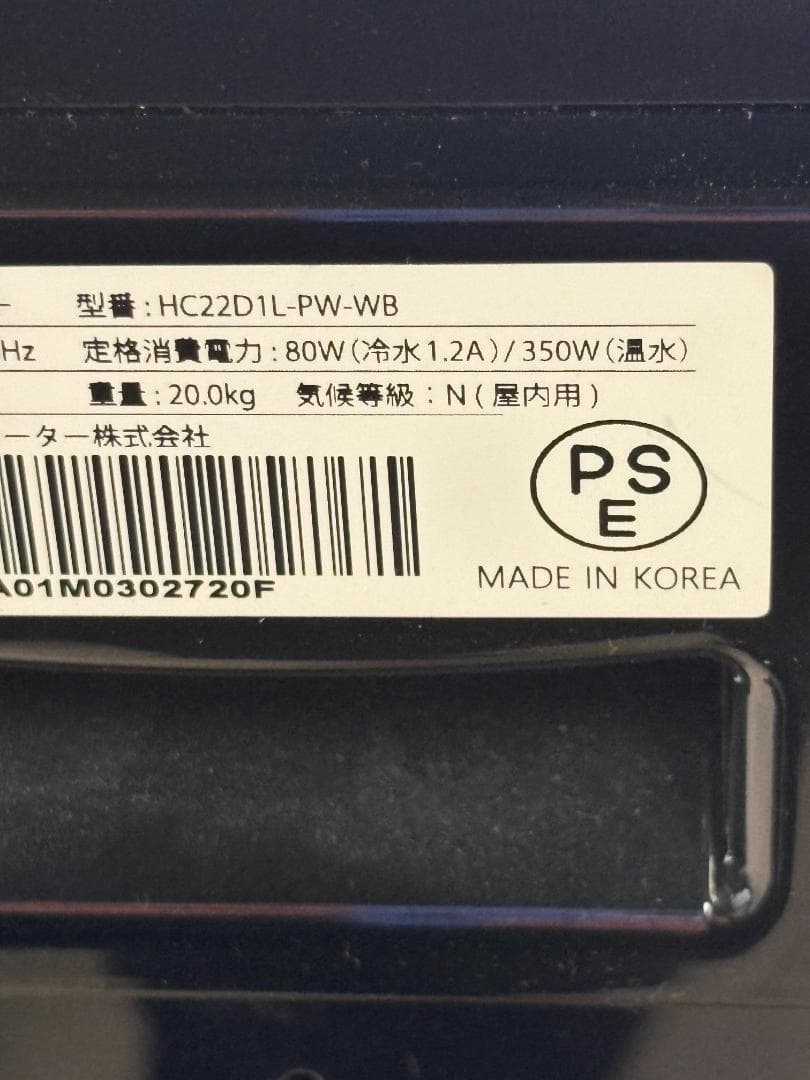 型番:HC22D1L-PW-WB
Hz 定格消費電力:80W(冷水1.2A)/350W(温水)
重量:20.0kg 気候等級:N(屋内用)
ーター株式会社
A01M0302720F
PS
E
MADE IN KOREA